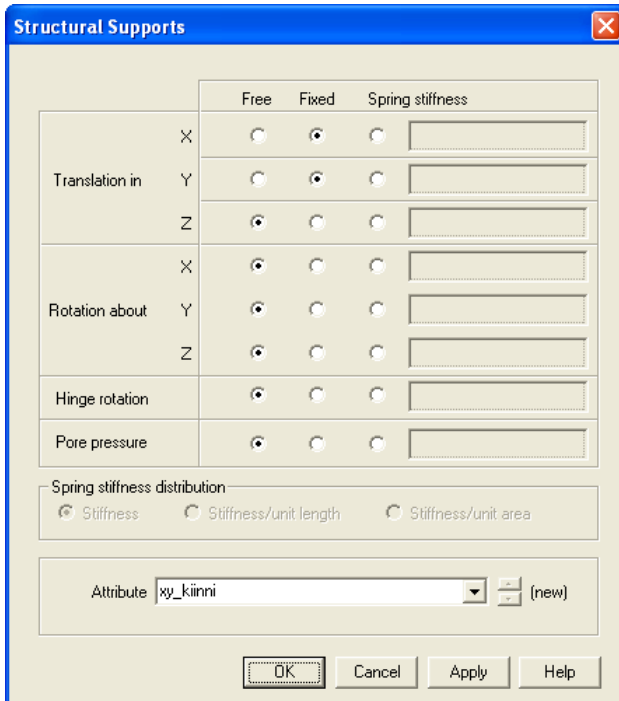 Structural Supports
Free Fixed Spring stiffness
X
Translation in Y
Z
X
Rotation about Y
Z
Hinge rotation
Pore pressure
Spring stiffness distribution
Stiffness Stiffness/unit length Stiffness/unit area
Attribute xy_kiinni (new)
OK Cancel Apply Help